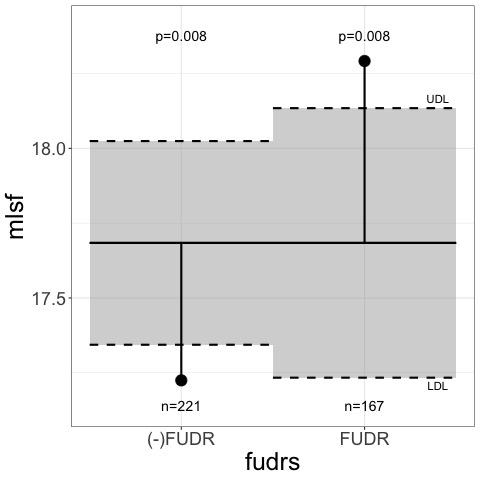 p=0.008 p=0.008
UDL
18.0
mlsf
17.5
LDL
n=221 n=167
(-)FUDR FUDR
fudrs